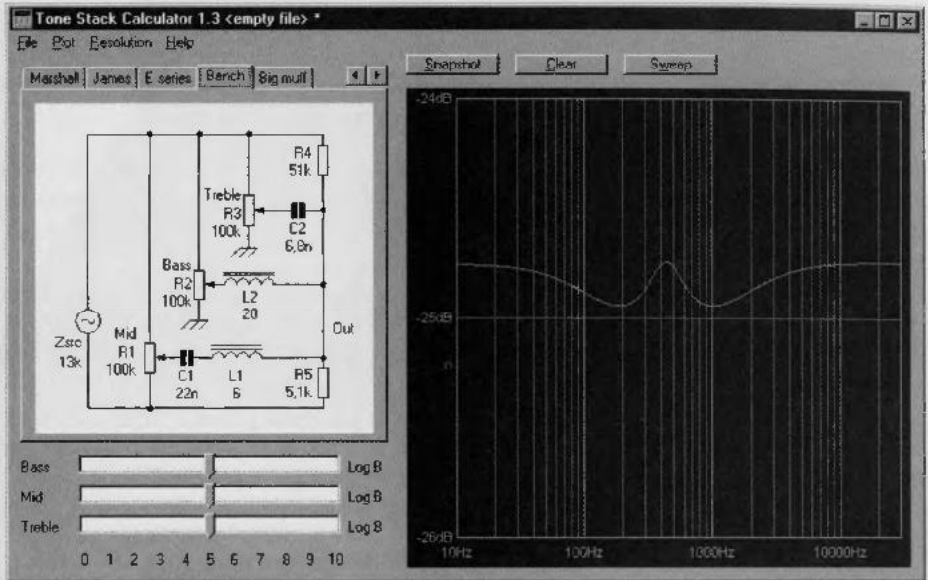 Tone Stack Calculator 1.3 <empty file> *
File Plot Resolution Help
Marshall James E series Bench Big muff
Snapshot Clear Sweep
R4
51k
Treble
R3
100k
C2
6,8n
Bass
R2
100k
L2
20
Out
Zsrc
13k
Mid
R1
100k
C1
22n
L1
6
R5
5,1k
Bass Log B
Mid Log B
Treble Log B
0 1 2 3 4 5 6 7 8 9 10
-24dB
-25dB
-26dB
10Hz 100Hz 1000Hz 10000Hz